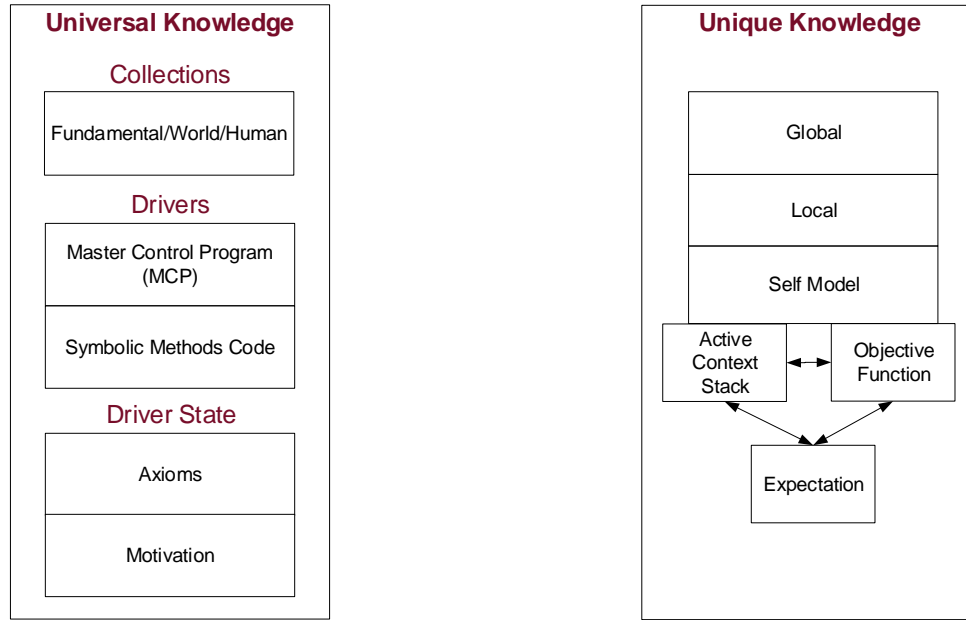 Universal Knowledge
Collections
Fundamental/World/Human
Drivers
Master Control Program
(MCP)
Symbolic Methods Code
Driver State
Axioms
Motivation
Unique Knowledge
Global
Local
Self Model
Active
Context
Stack
Objective
Function
Expectation